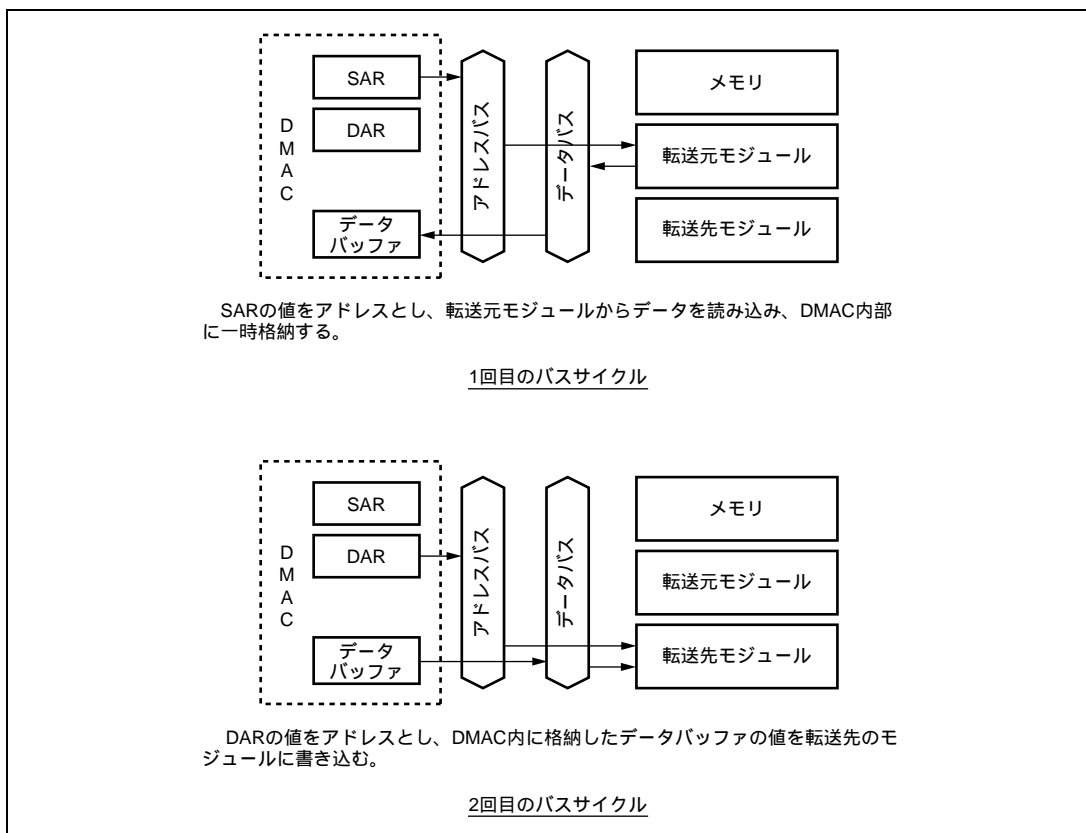 SAR
DAR
DMAC
データ
バッファ
アドレスバス
データバス
メモリ
転送元モジュール
転送先モジュール
SARの値をアドレスとし、転送元モジュールからデータを読み込み、DMAC内部
に一時格納する。
1回目のバスサイクル
SAR
DAR
DMAC
データ
バッファ
アドレスバス
データバス
メモリ
転送元モジュール
転送先モジュール
DARの値をアドレスとし、DMAC内に格納したデータバッファの値を転送先のモ
ジュールに書き込む。
2回目のバスサイクル